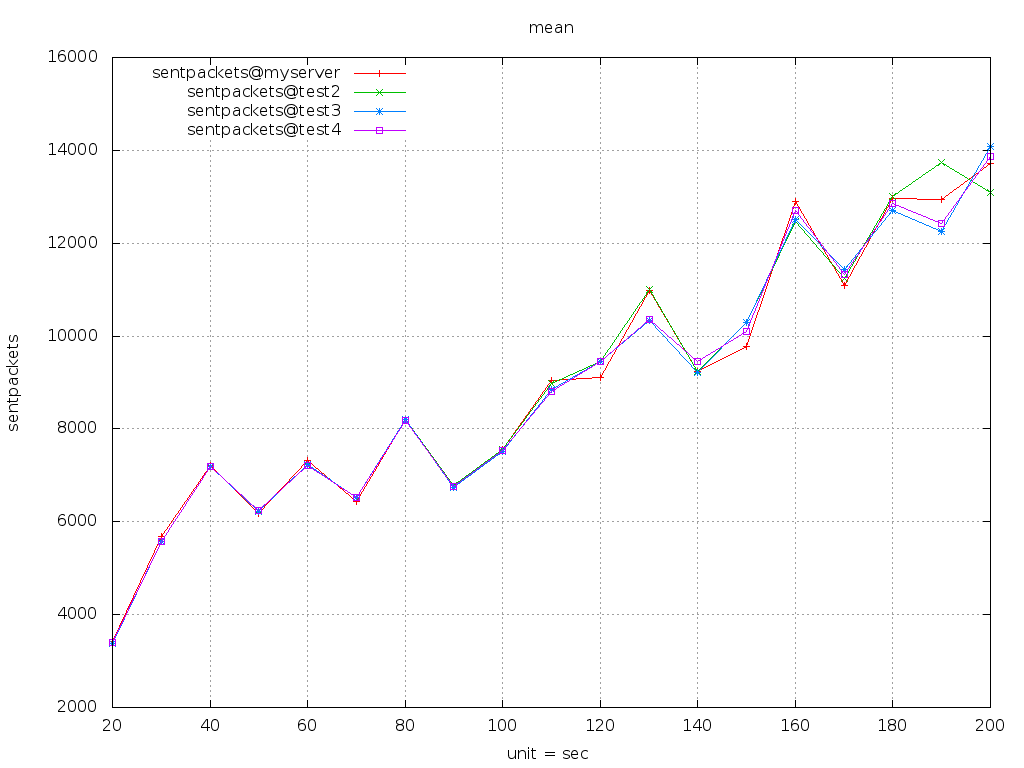 mean
16000
sentpackets@myserver
sentpackets@test2
sentpackets@test3
sentpackets@test4
14000
12000
10000
sentpackets
8000
6000
4000
2000
20 40 60 80 100 120 140 160 180 200
unit = sec